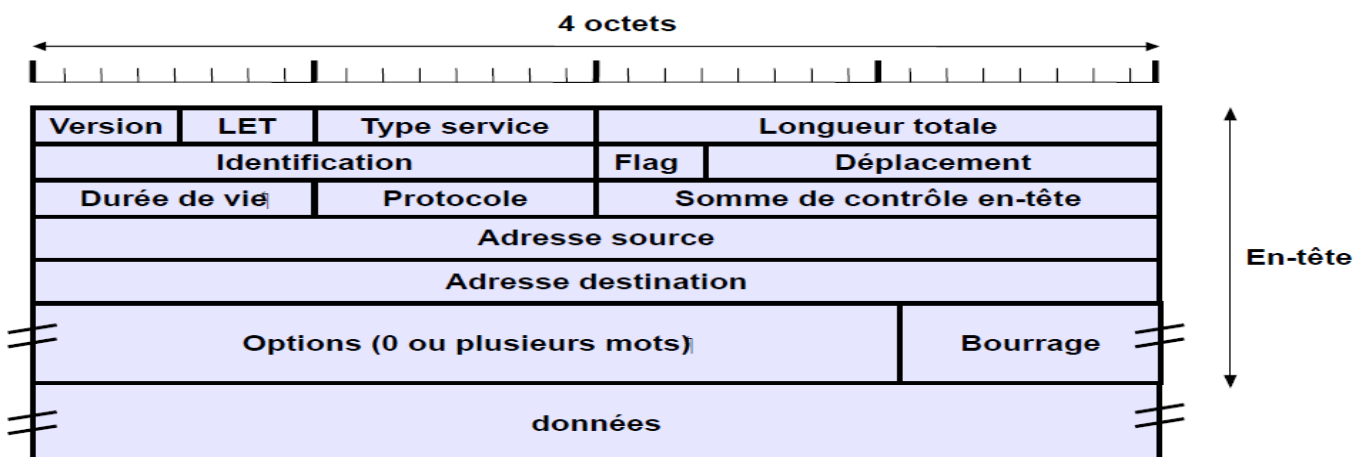 4 octets
Version LET Type service Longueur totale
Identification Flag Déplacement
Durée de vie Protocole Somme de contrôle en-tête
Adresse source
Adresse destination
En-tête
Options (0 ou plusieurs mots) Bourrage
données